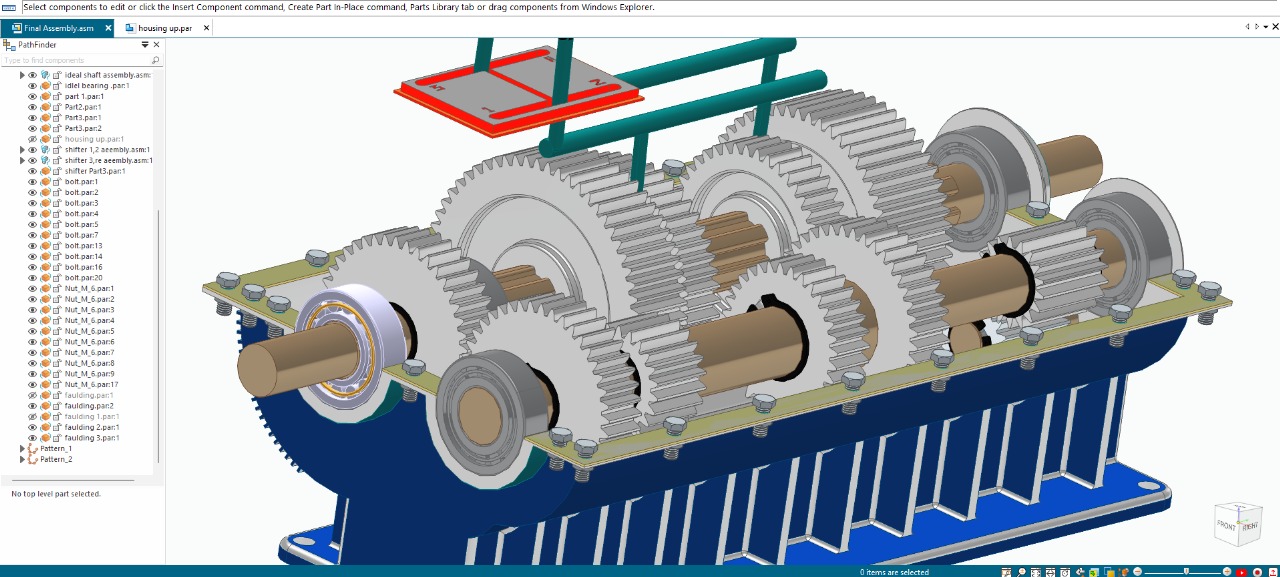 Select components to edit or click the Insert Component command, Create Part In-Place command, Parts Library tab or drag components from Windows Explorer.
Final Assembly.asm
housing up.par
PathFinder
Type to find components
ideal shaft assembly.asm:
idlel bearing .par:1
part 1.par:1
Part2.par:1
Part3.par:1
Part3.par:2
housing up.par:1
shifter 1,2 aeembly.asm:1
shifter 3,re aeembly.asm:1
shifter Part3.par:1
bolt.par:1
bolt.par:2
bolt.par:3
bolt.par:4
bolt.par:5
bolt.par:7
bolt.par:13
bolt.par:14
bolt.par:16
bolt.par:20
Nut_M_6.par:1
Nut_M_6.par:2
Nut_M_6.par:3
Nut_M_6.par:4
Nut_M_6.par:5
Nut_M_6.par:6
Nut_M_6.par:7
Nut_M_6.par:8
Nut_M_6.par:9
Nut_M_6.par:17
faulding.par:1
faulding.par:2
faulding 1.par:1
faulding 2.par:1
faulding 3.par:1
Pattern_1
Pattern_2
No top level part selected.
N
FRONT
RIGHT
0 items are selected